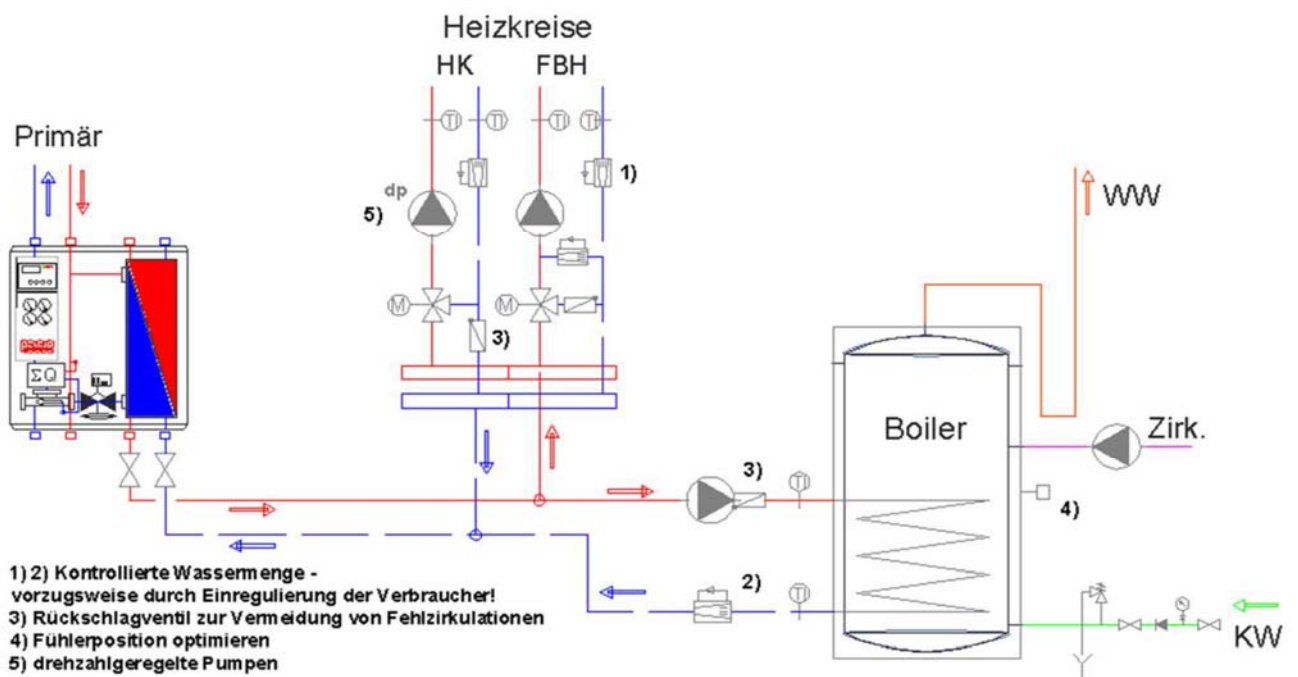 Heizkreise
HK FBH
Primär
1)
WW
dp
5)
M M
3)
ΣQ
Boiler
Zirk.
3)
4)
2)
KW
1) 2) Kontrollierte Wassermenge -
vorzugsweise durch Einregulierung der Verbraucher!
3) Rückschlagventil zur Vermeidung von Fehlzirkulationen
4) Fühlerposition optimieren
5) drehzahlgeregelte Pumpen